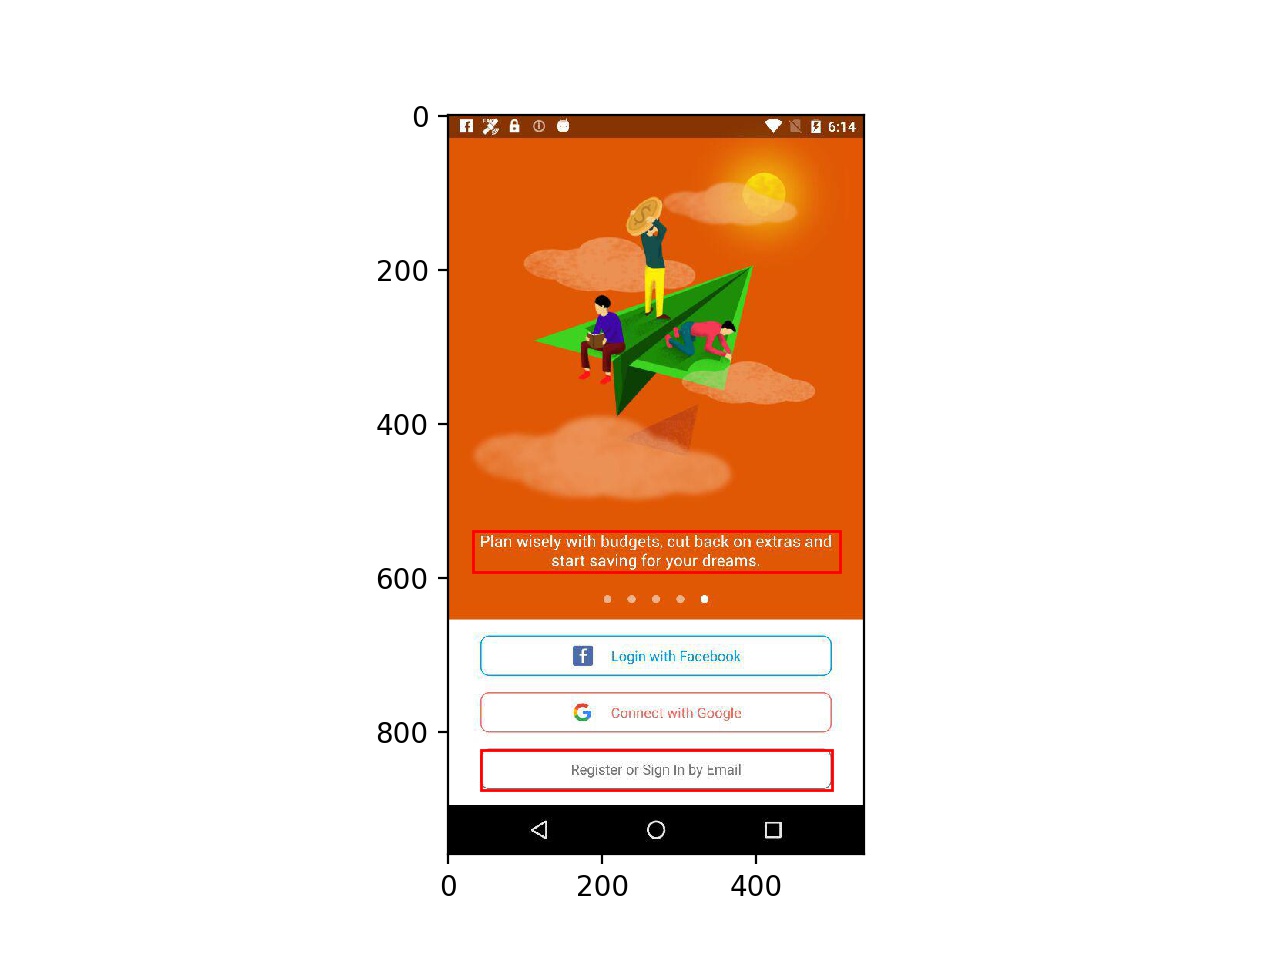 0
200
400
600
800
6:14
Plan wisely with budgets, cut back on extras and
start saving for your dreams.
Login with Facebook
Connect with Google
Register or Sign In by Email
0
200
400